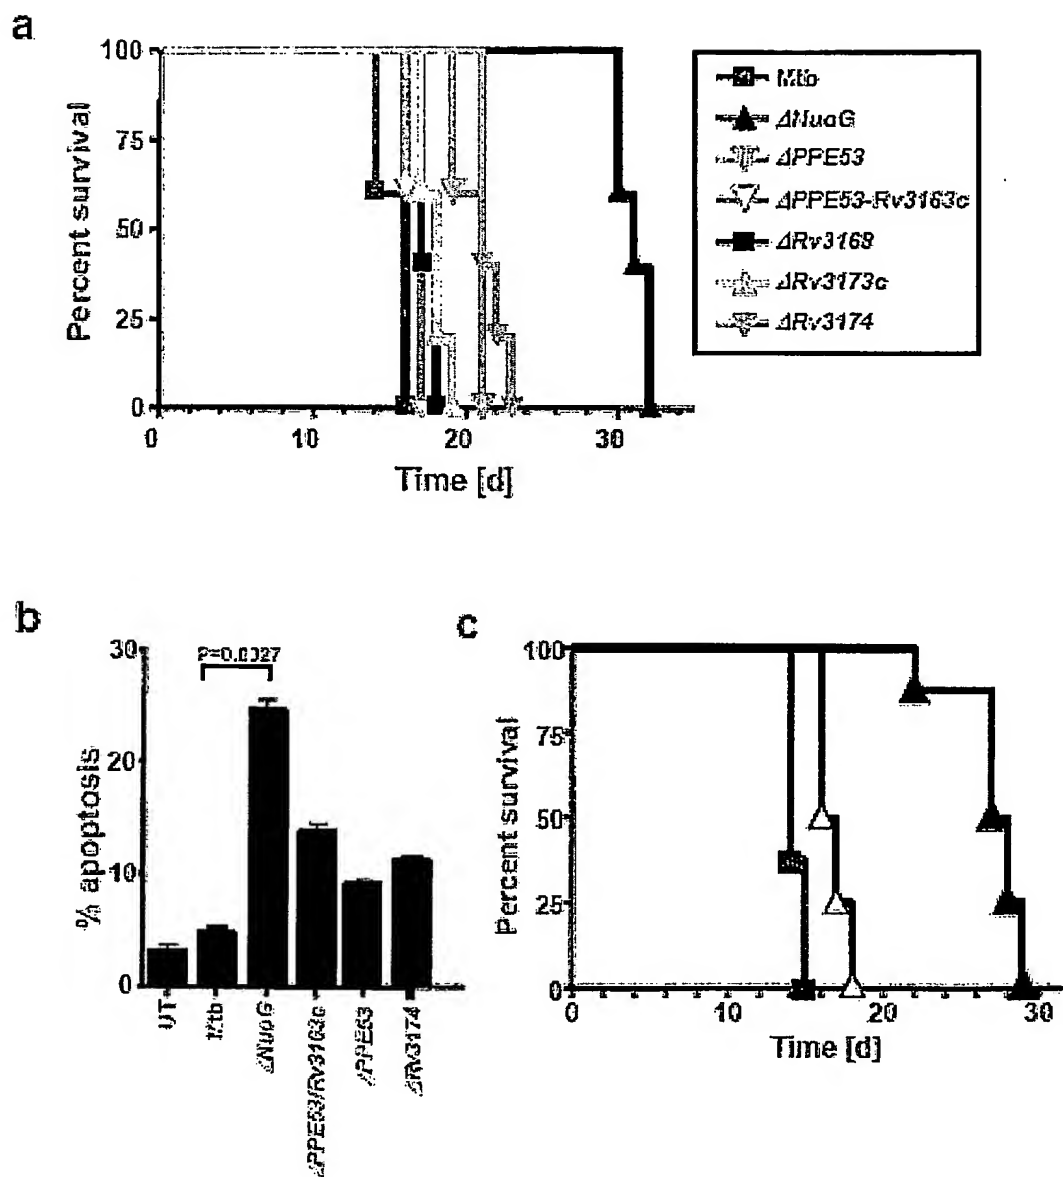 a
100
75
50
25
0
Percent survival
0 10 20 30
Time [d]
Mtb
ΔNuoG
ΔPPE53
ΔPPE53-Rv3163c
ΔRv3169
ΔRv3173c
ΔRv3174
b
30
20
10
0
% apoptosis
UT
Mtb
ΔNuoG
ΔPPE53/Rv3163c
ΔPPE53
ΔRv3174
c
100
75
50
25
0
Percent survival
0 10 20 30
Time [d]